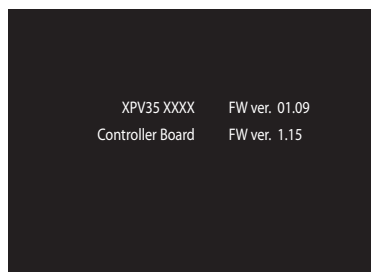 XPV35 XXXX FW ver. 01.09
Controller Board FW ver. 1.15